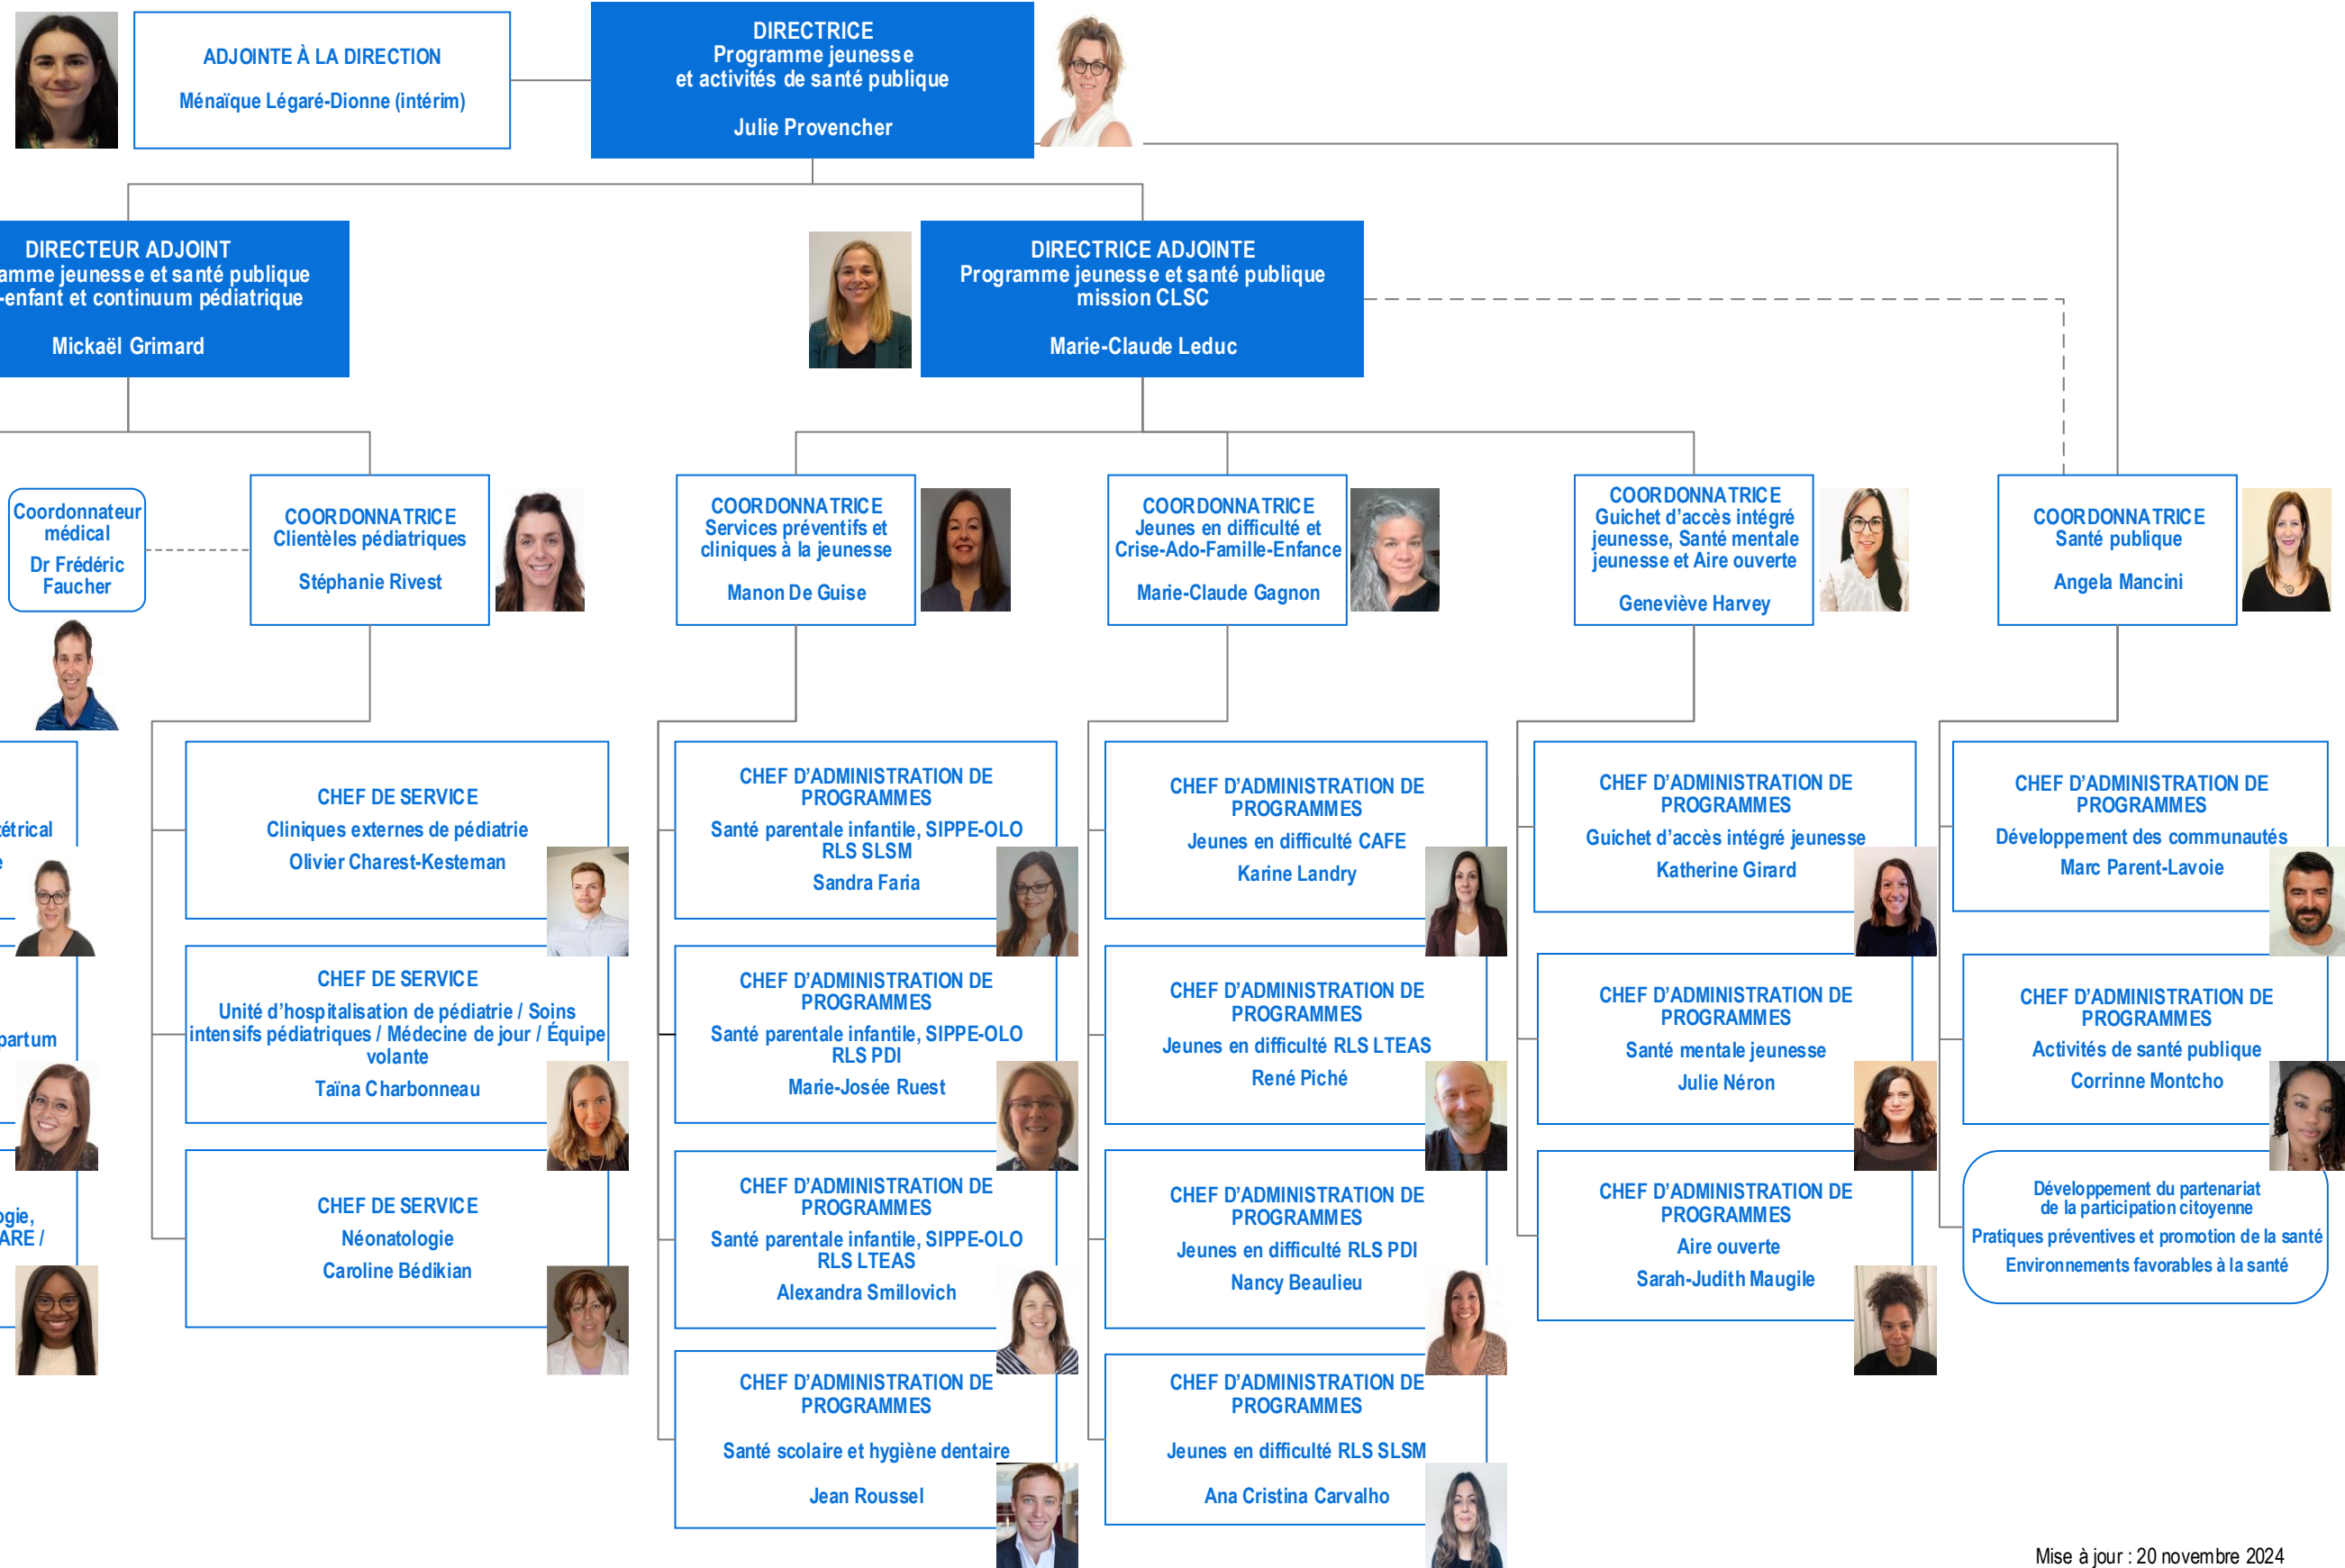 ADJOINTE À LA DIRECTION
Ménaïque Légaré-Dionne (intérim)
DIRECTRICE
Programme jeunesse
et activités de santé publique
Julie Provencher
DIRECTEUR ADJOINT
jeunesse et santé publique
-enfant et continuum pédiatrique
Mickaël Grimard
DIRECTRICE ADJOINTE
Programme jeunesse et santé publique
mission CLSC
Marie-Claude Leduc
Coordonnateur
médical
Dr Frédéric
Faucher
COORDONNATRICE
Clientèles pédiatriques
Stéphanie Rivest
COORDONNATRICE
Services préventifs et
cliniques à la jeunesse
Manon De Guise
COORDONNATRICE
Jeunes en difficulté et
Crise-Ado-Famille-Enfance
Marie-Claude Gagnon
COORDONNATRICE
Guichet d’accès intégré
jeunesse, Santé mentale
jeunesse et Aire ouverte
Geneviève Harvey
COORDONNATRICE
Santé publique
Angela Mancini
CHEF DE SERVICE
Cliniques externes de pédiatrie
Olivier Charest-Kesteman
CHEF DE SERVICE
Unité d’hospitalisation de pédiatrie / Soins
intensifs pédiatriques / Médecine de jour / Équipe
volante
Taïna Charbonneau
CHEF DE SERVICE
Néonatologie
Caroline Bédikian
CHEF D’ADMINISTRATION DE
PROGRAMMES
Santé parentale infantile, SIPPE-OLO
RLS SLSM
Sandra Faria
CHEF D’ADMINISTRATION DE
PROGRAMMES
Santé parentale infantile, SIPPE-OLO
RLS PDI
Marie-Josée Ruest
CHEF D’ADMINISTRATION DE
PROGRAMMES
Santé parentale infantile, SIPPE-OLO
RLS LTEAS
Alexandra Smillovich
CHEF D’ADMINISTRATION DE
PROGRAMMES
Santé scolaire et hygiène dentaire
Jean Roussel
CHEF D’ADMINISTRATION DE
PROGRAMMES
Jeunes en difficulté CAFE
Karine Landry
CHEF D’ADMINISTRATION DE
PROGRAMMES
Jeunes en difficulté RLS LTEAS
René Piché
CHEF D’ADMINISTRATION DE
PROGRAMMES
Jeunes en difficulté RLS PDI
Nancy Beaulieu
CHEF D’ADMINISTRATION DE
PROGRAMMES
Jeunes en difficulté RLS SLSM
Ana Cristina Carvalho
CHEF D’ADMINISTRATION DE
PROGRAMMES
Guichet d’accès intégré jeunesse
Katherine Girard
CHEF D’ADMINISTRATION DE
PROGRAMMES
Santé mentale jeunesse
Julie Néron
CHEF D’ADMINISTRATION DE
PROGRAMMES
Aire ouverte
Sarah-Judith Maugile
CHEF D’ADMINISTRATION DE
PROGRAMMES
Développement des communautés
Marc Parent-Lavoie
CHEF D’ADMINISTRATION DE
PROGRAMMES
Activités de santé publique
Corrinne Montcho
Développement du partenariat
de la participation citoyenne
Pratiques préventives et promotion de la santé
Environnements favorables à la santé
Mise à jour : 20 novembre 2024